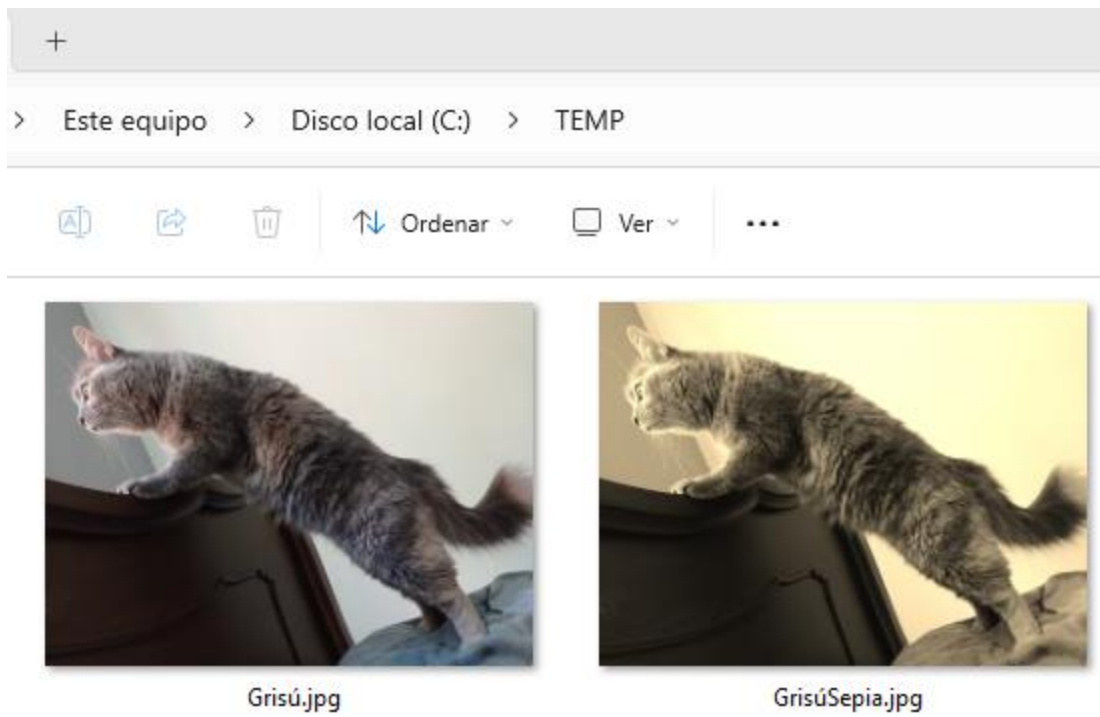 Este equipo > Disco local (C:) > TEMP
Ordenar Ver
Grisú.jpg GrisúSepia.jpg